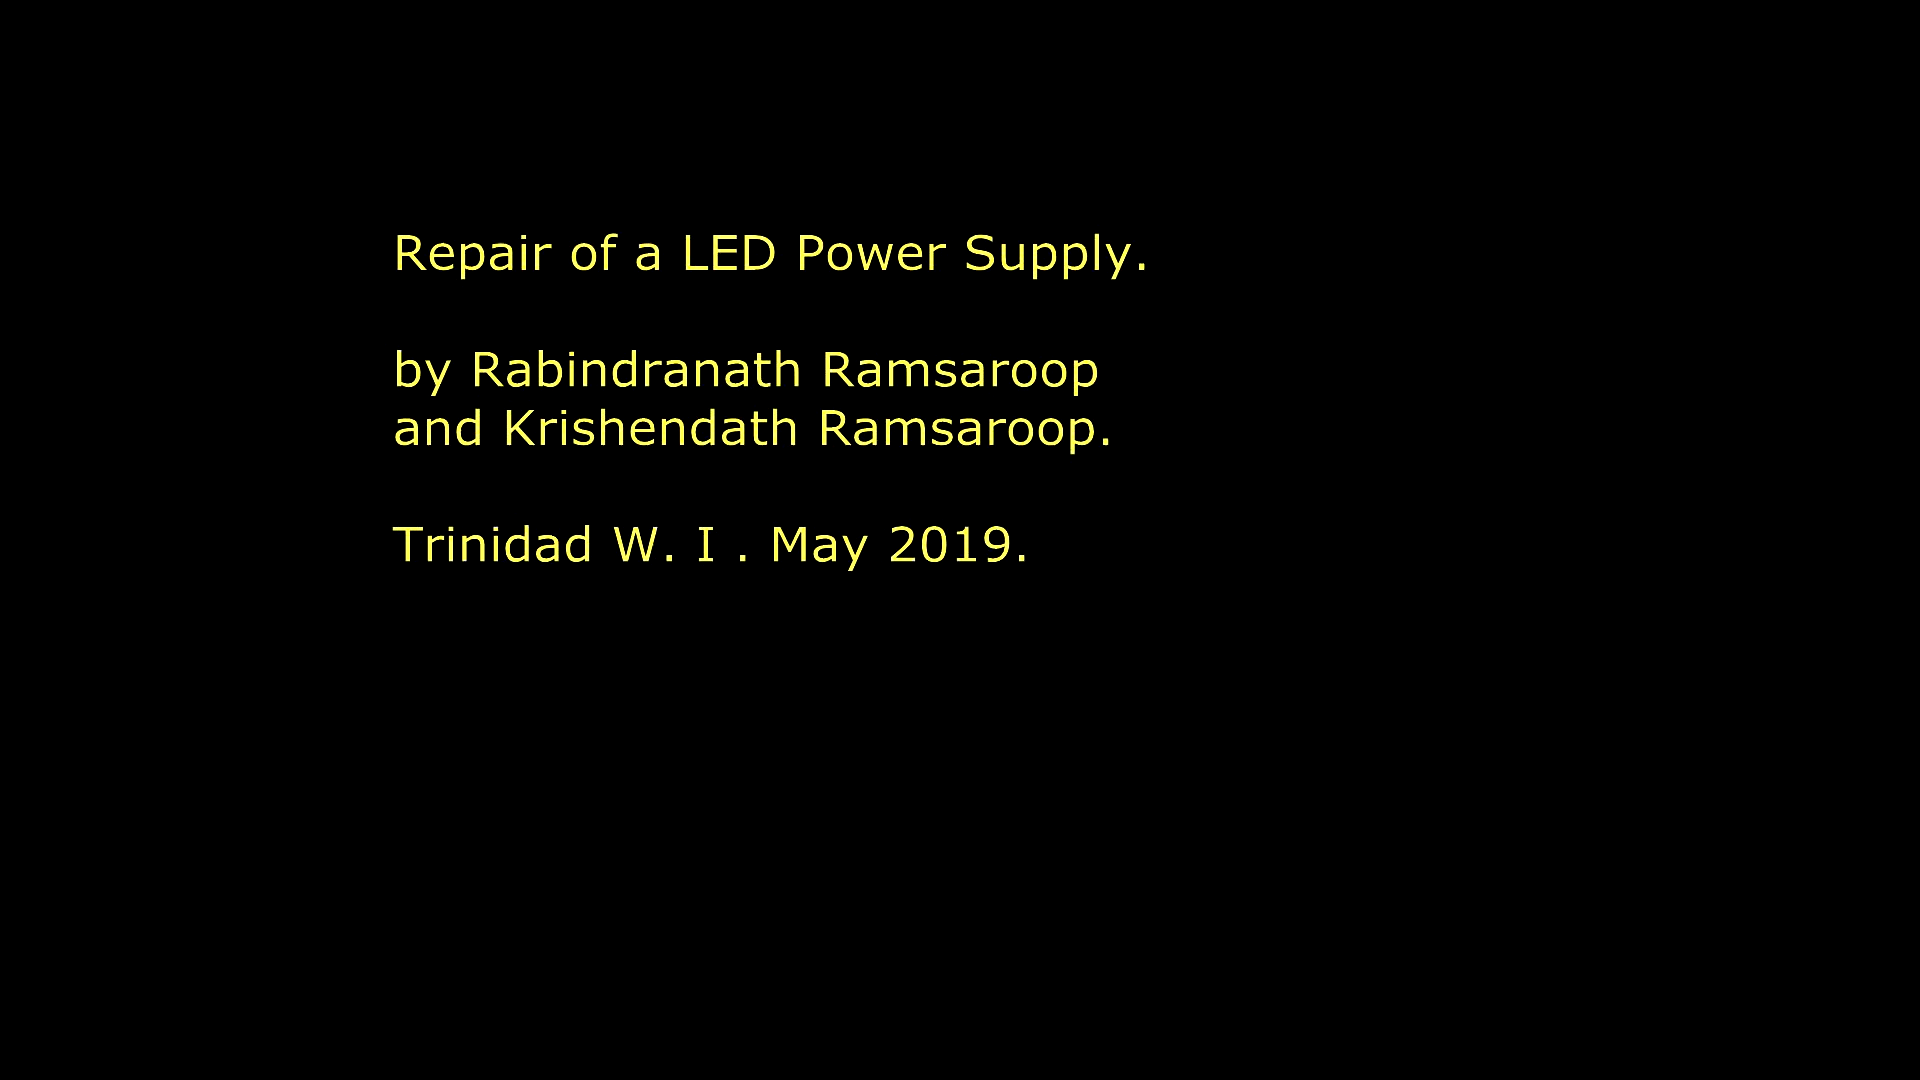 Repair of a LED Power Supply.
by Rabindranath Ramsaroop
and Krishendath Ramsaroop.
Trinidad W. I . May 2019.